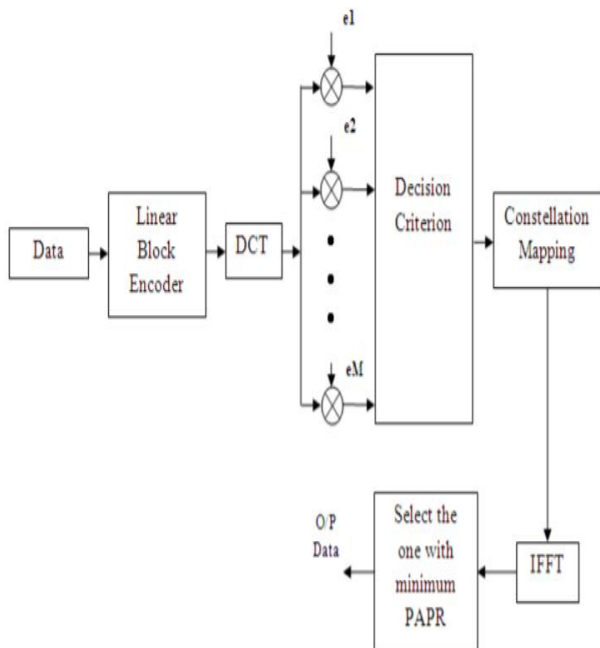 e1
e2
Data
Linear
Block
Encoder
DCT
Decision
Criterion
Constellation
Mapping
eM
O/P
Data
Select the
one with
minimum
PAPR
IFFT